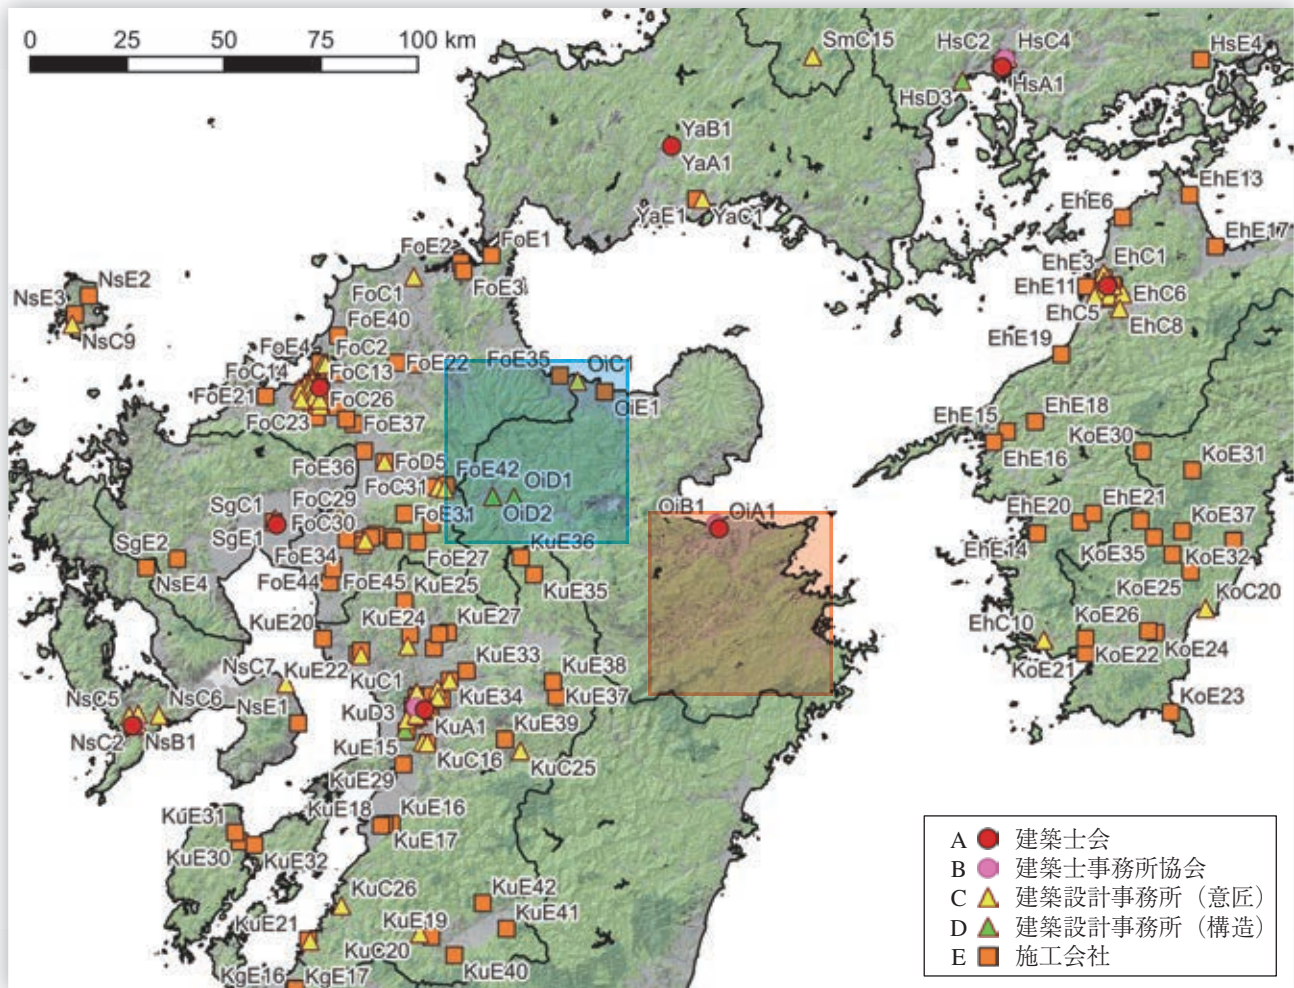 0 25 50 75 100 km
SmC15
HsC2 HsC4
HsE4
HsD3 HsA1
YaB1
YaA1
YaE1 YaC1
EhE13
EhE6
EhE17
FoE2 FoE1
FoE3
FoC1
EhE3 EhC1
EhE11 EhC6
EhC5
EhC8
EhE19
NsE2
NsE3
NsC9
FoE40
FoE4 FoC2
FoE22
FoE35 OiC1
FoC14 FoC13
FoE21
OiE1
FoC26
FoC23 FoE37
EhE15 EhE18
EhE16
KoE30
KoE31
FoE36 FoD5
FoE42
FoC31 OiD1
OiD2
SgC1 FoC29
FoC30 FoE31
SgE1
OiB1 OiA1
EhE20 EhE21
KoE37
EhE14 KoE35 KoE32
SgE2
NsE4
FoE34 FoE27
KuE36
FoE44 FoE45 KuE25
KuE35
KoE25 KoC20
KuE24 KuE27
KuE20
EhC10 KoE26
KoE21 KoE22 KoE24
NsC7 KuE22
KuE33 KuE38
KuC1
KuE34 KuE37
NsC5 NsC6
NsE1
KoE23
KuD3 KuA1 KuE39
NsC2 NsB1
KuE15 KuC16 KuC25
KuE29
KuE31 KuE18 KuE16
KuE17
KuE30 KuE32
KuC26 KuE42
KuE21 KuE19 KuE41
KuC20
KgE16 KgE17 KuE40
A 建築士会
B 建築士事務所協会
C 建築設計事務所（意匠）
D 建築設計事務所（構造）
E 施工会社